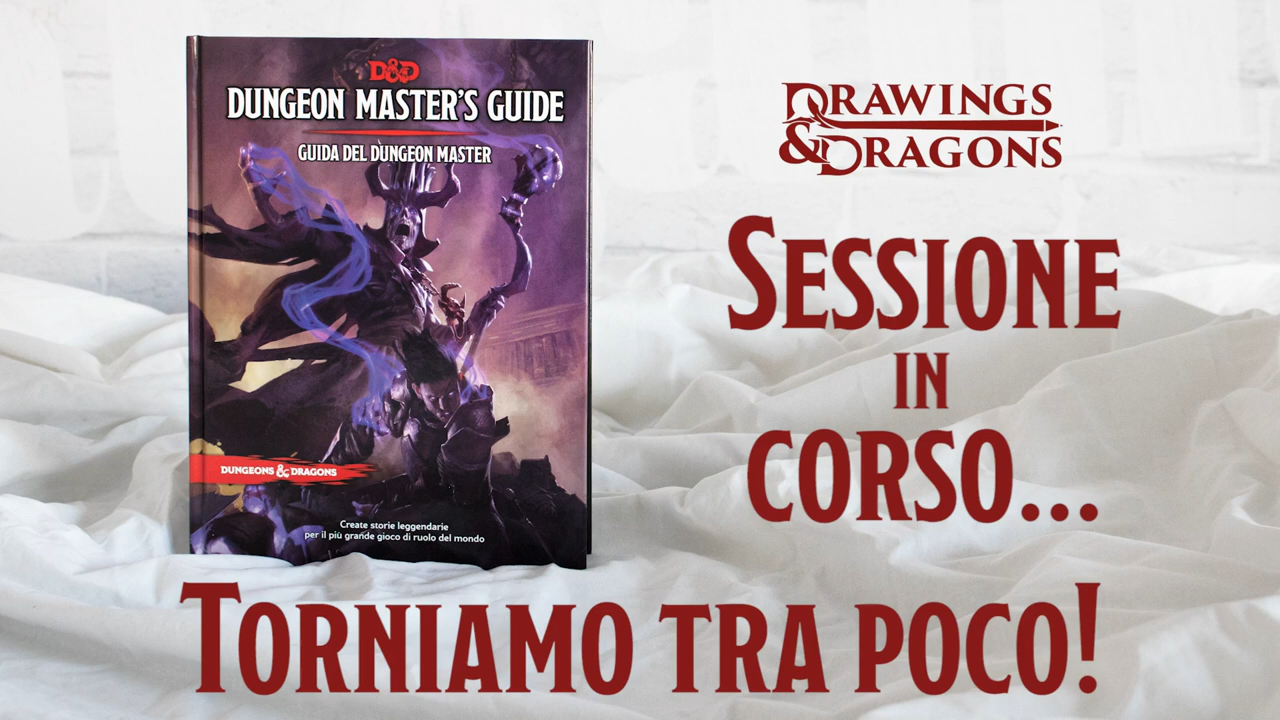 D&D
DUNGEON MASTER'S GUIDE
GUIDA DEL DUNGEON MASTER
DUNGEONS & DRAGONS
Create storie leggendarie
per il più grande gioco di ruolo del mondo
DRAWINGS
& DRAGONS
SESSIONE
IN
CORSO...
TORNIAMO TRA POCO!